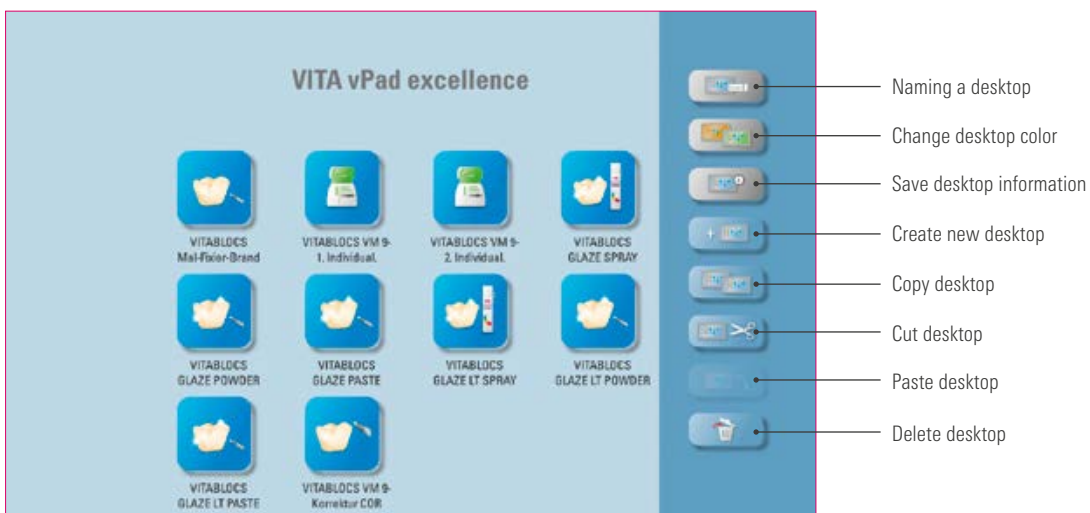 VITA vPad excellence
Naming a desktop
Change desktop color
Save desktop information
Create new desktop
Copy desktop
Cut desktop
Paste desktop
Delete desktop
VITABLOCS
Mal-Fixier-Brand
VITABLOCS VM 9-
1. Individual.
VITABLOCS VM 9-
2. Individual.
VITABLOCS
GLAZE SPRAY
VITABLOCS
GLAZE POWDER
VITABLOCS
GLAZE PASTE
VITABLOCS
GLAZE LT SPRAY
VITABLOCS
GLAZE LT POWDER
VITABLOCS
GLAZE LT PASTE
VITABLOCS VM 9-
Korrektur COR